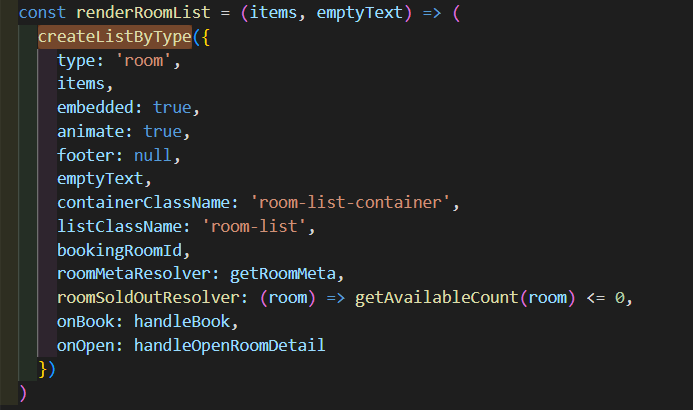 const renderRoomList = (items, emptyText) => (
  createListByType({
    type: 'room',
    items,
    embedded: true,
    animate: true,
    footer: null,
    emptyText,
    containerClassName: 'room-list-container',
    listClassName: 'room-list',
    bookingRoomId,
    roomMetaResolver: getRoomMeta,
    roomSoldOutResolver: (room) => getAvailableCount(room) <= 0,
    onBook: handleBook,
    onOpen: handleOpenRoomDetail
  })
)